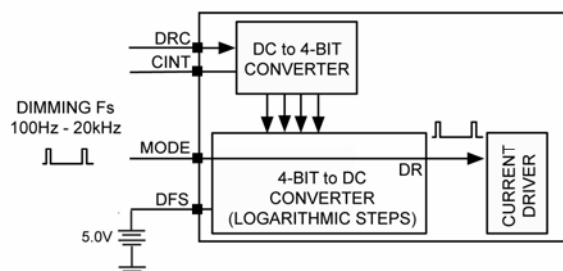 DRC
CINT
DC to 4-BIT
CONVERTER
DIMMING Fs
100Hz - 20kHz
MODE
DR
4-BIT to DC
CONVERTER
(LOGARITHMIC STEPS)
DFS
5.0V
CURRENT
DRIVER